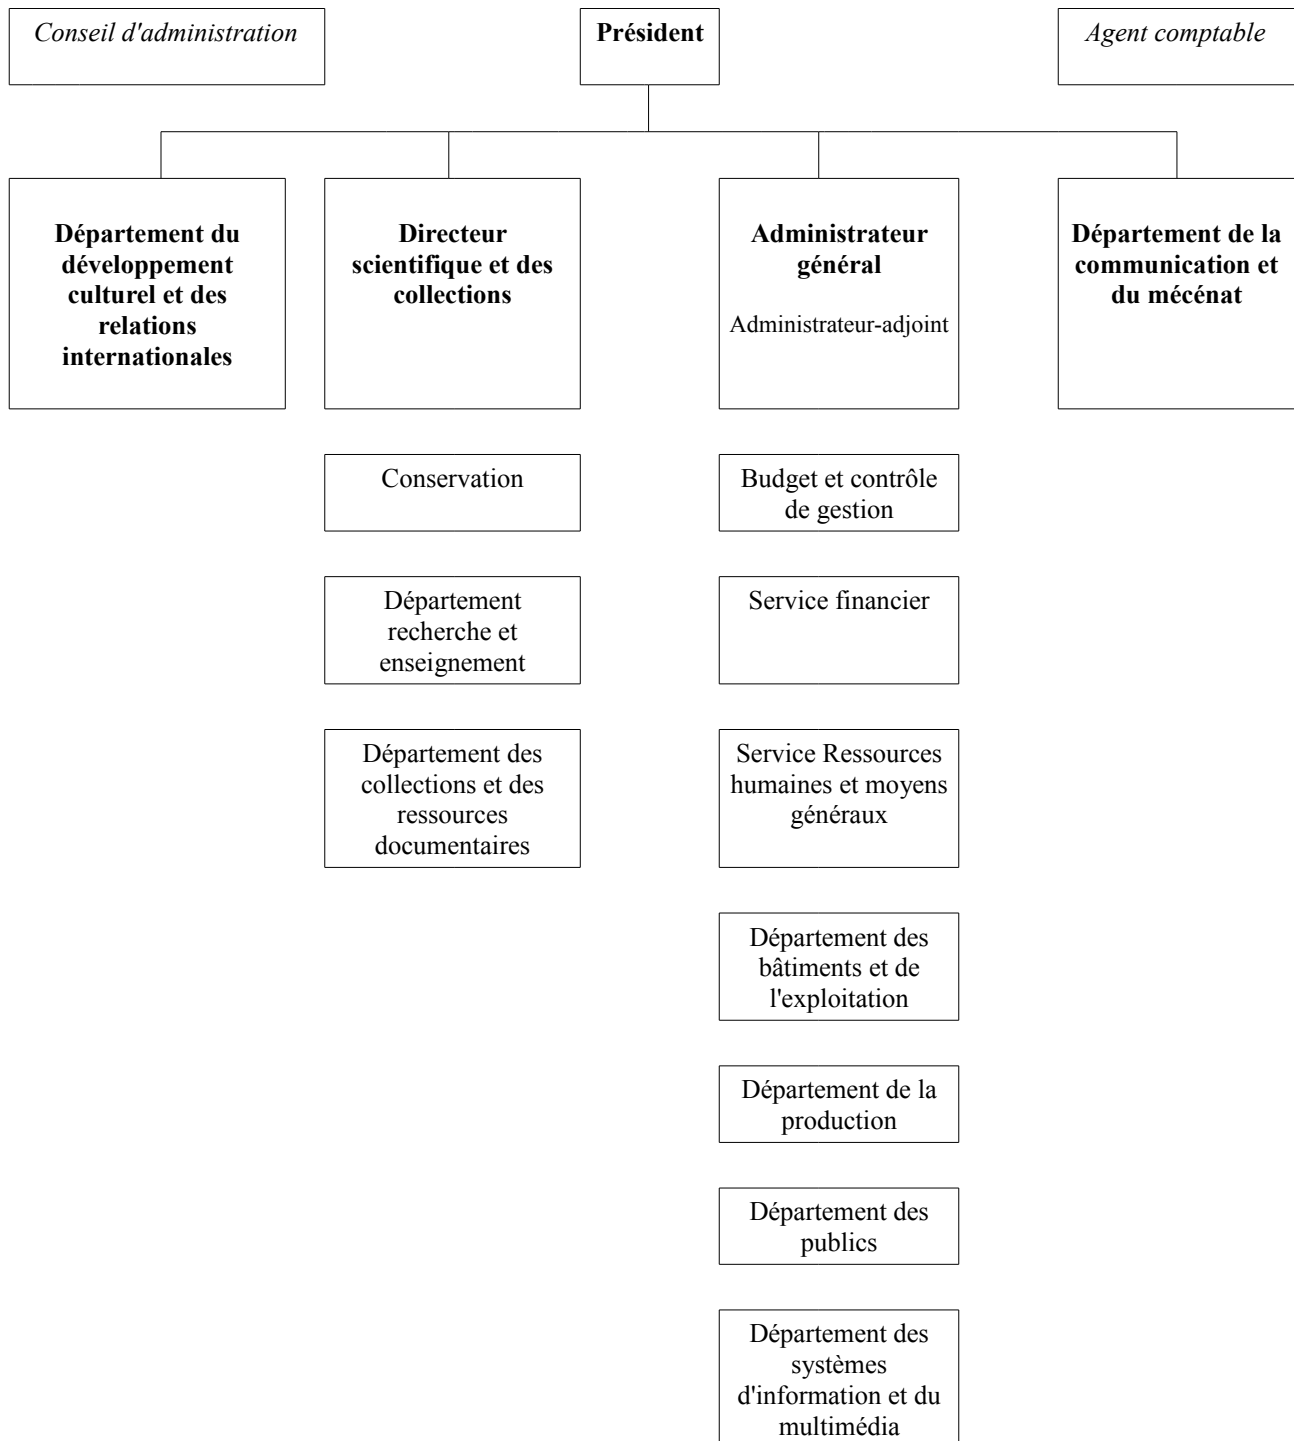 Conseil d'administration
Président
Agent comptable
Département du
développement
culturel et des
relations
internationales
Directeur
scientifique et des
collections
Administrateur
général
Administrateur-adjoint
Département de la
communication et
du mécénat
Conservation
Département
recherche et
enseignement
Département des
collections et des
ressources
documentaires
Budget et contrôle
de gestion
Service financier
Service Ressources
humaines et moyens
généraux
Département des
bâtiments et de
l'exploitation
Département de la
production
Département des
publics
Département des
systèmes
d'information et du
multimédia